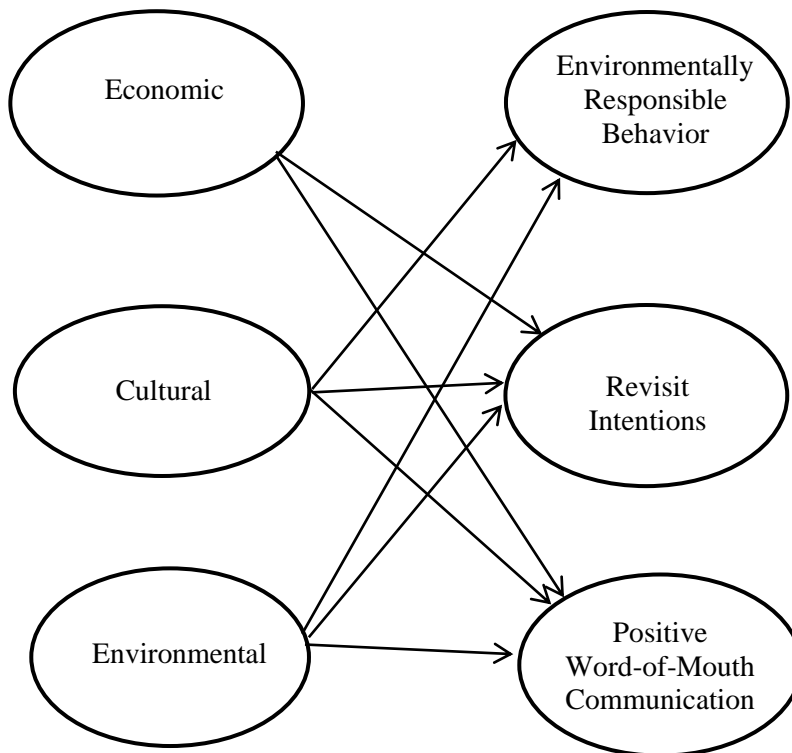 Economic
Environmentally
Responsible
Behavior
Cultural
Revisit
Intentions
Environmental
Positive
Word-of-Mouth
Communication